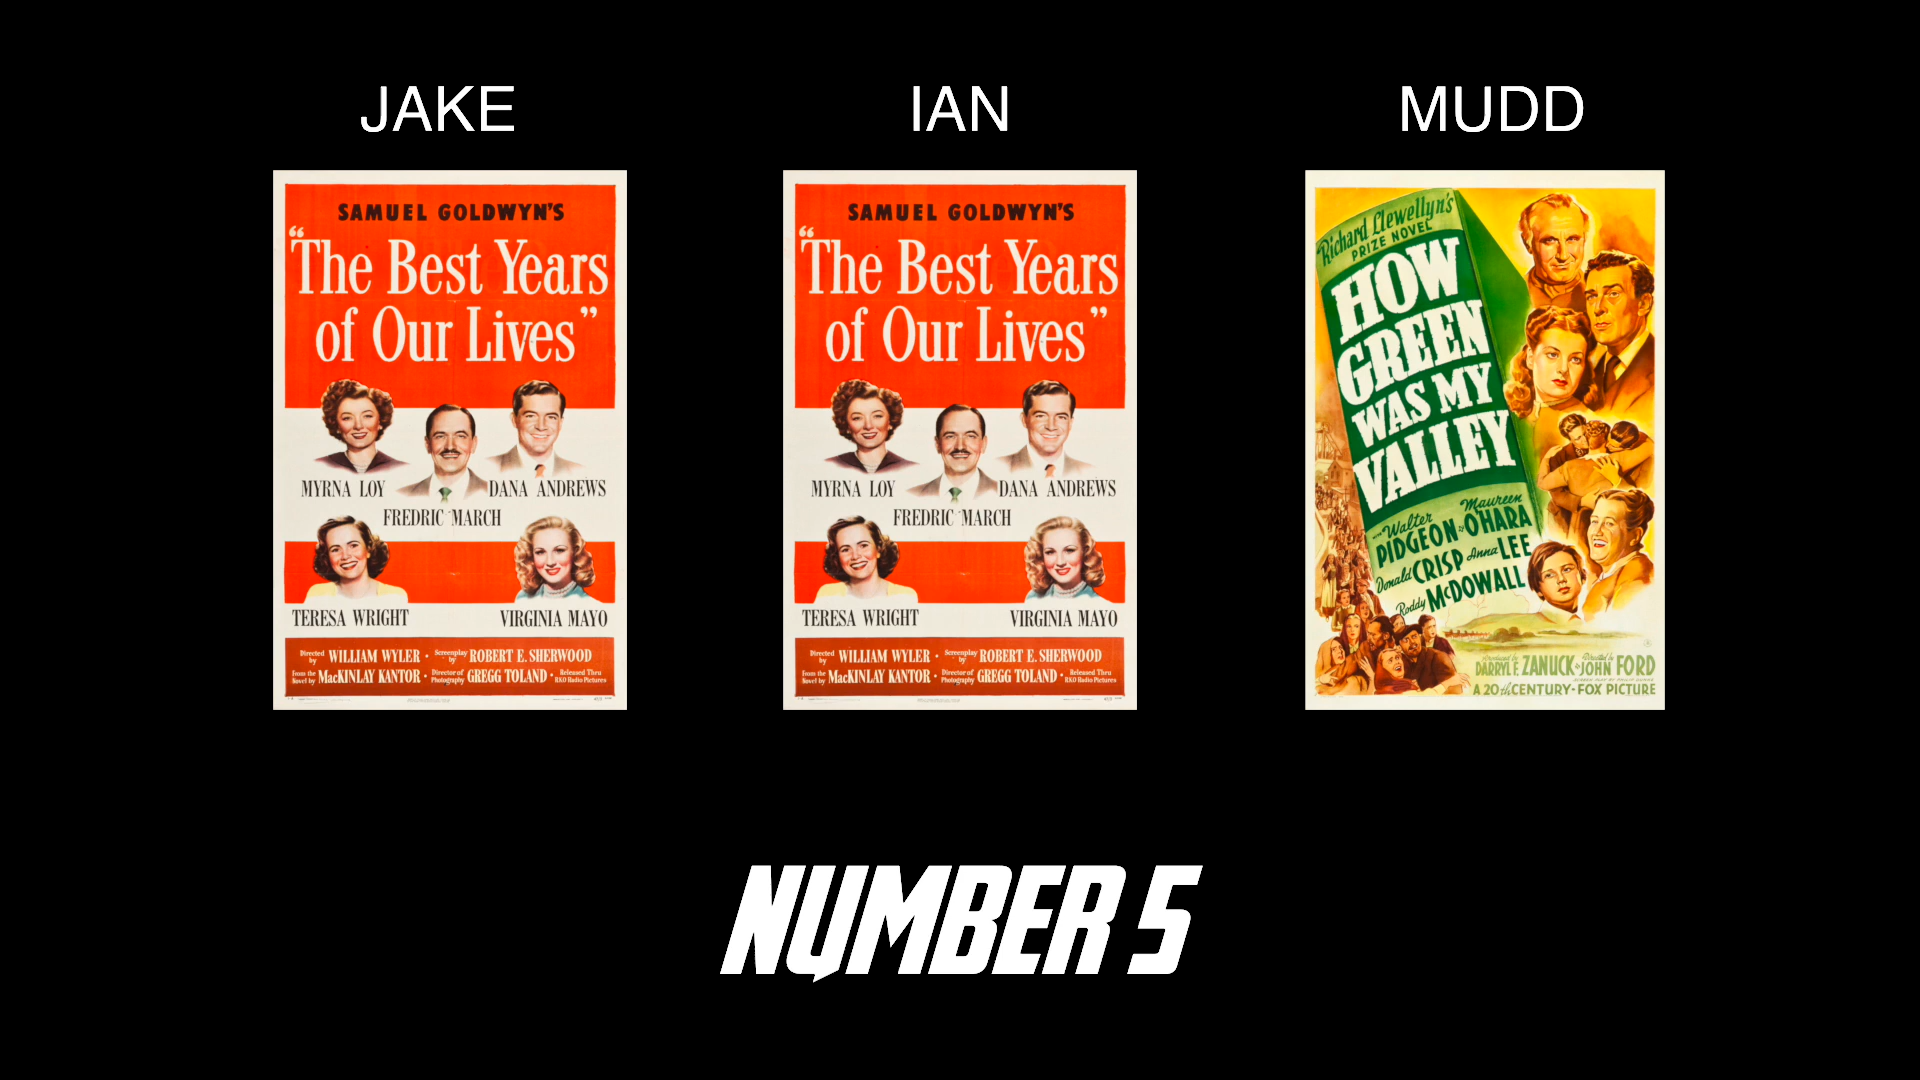 JAKE
IAN
MUDD
SAMUEL GOLDWYN'S
"The Best Years
of Our Lives"
MYRNA LOY
DANA ANDREWS
FREDRIC MARCH
TERESA WRIGHT
VIRGINIA MAYO
Directed by WILLIAM WYLER • Screenplay by ROBERT E. SHERWOOD
From the Novel by MacKINLAY KANTOR • Director of Photography GREGG TOLAND • Released Thru RKO Radio Pictures
SAMUEL GOLDWYN'S
"The Best Years
of Our Lives"
MYRNA LOY
DANA ANDREWS
FREDRIC MARCH
TERESA WRIGHT
VIRGINIA MAYO
Directed by WILLIAM WYLER • Screenplay by ROBERT E. SHERWOOD
From the Novel by MacKINLAY KANTOR • Director of Photography GREGG TOLAND • Released Thru RKO Radio Pictures
Richard Llewellyn's
PRIZE NOVEL
HOW
GREEN
WAS MY
VALLEY
with Walter PIDGEON • Maureen O'HARA
Donald CRISP Anna LEE
Roddy McDOWALL
Produced by DARRYL F. ZANUCK • Directed by JOHN FORD
A 20th CENTURY-FOX PICTURE
NUMBER 5